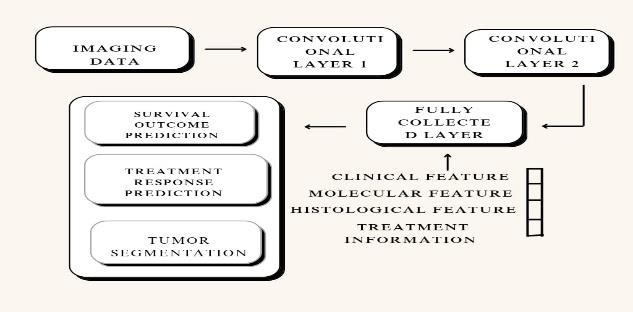 IMAGING
DATA
CONVOLUTI
ONAL
LAYER 1
CONVOLUTI
ONAL
LAYER 2
FULLY
COLLECTE
D LAYER
SURVIVAL
OUTCOME
PREDICTION
TREATMENT
RESPONSE
PREDICTION
TUMOR
SEGMENTATION
CLINICAL FEATURE
MOLECULAR FEATURE
HISTOLOGICAL FEATURE
TREATMENT
INFORMATION